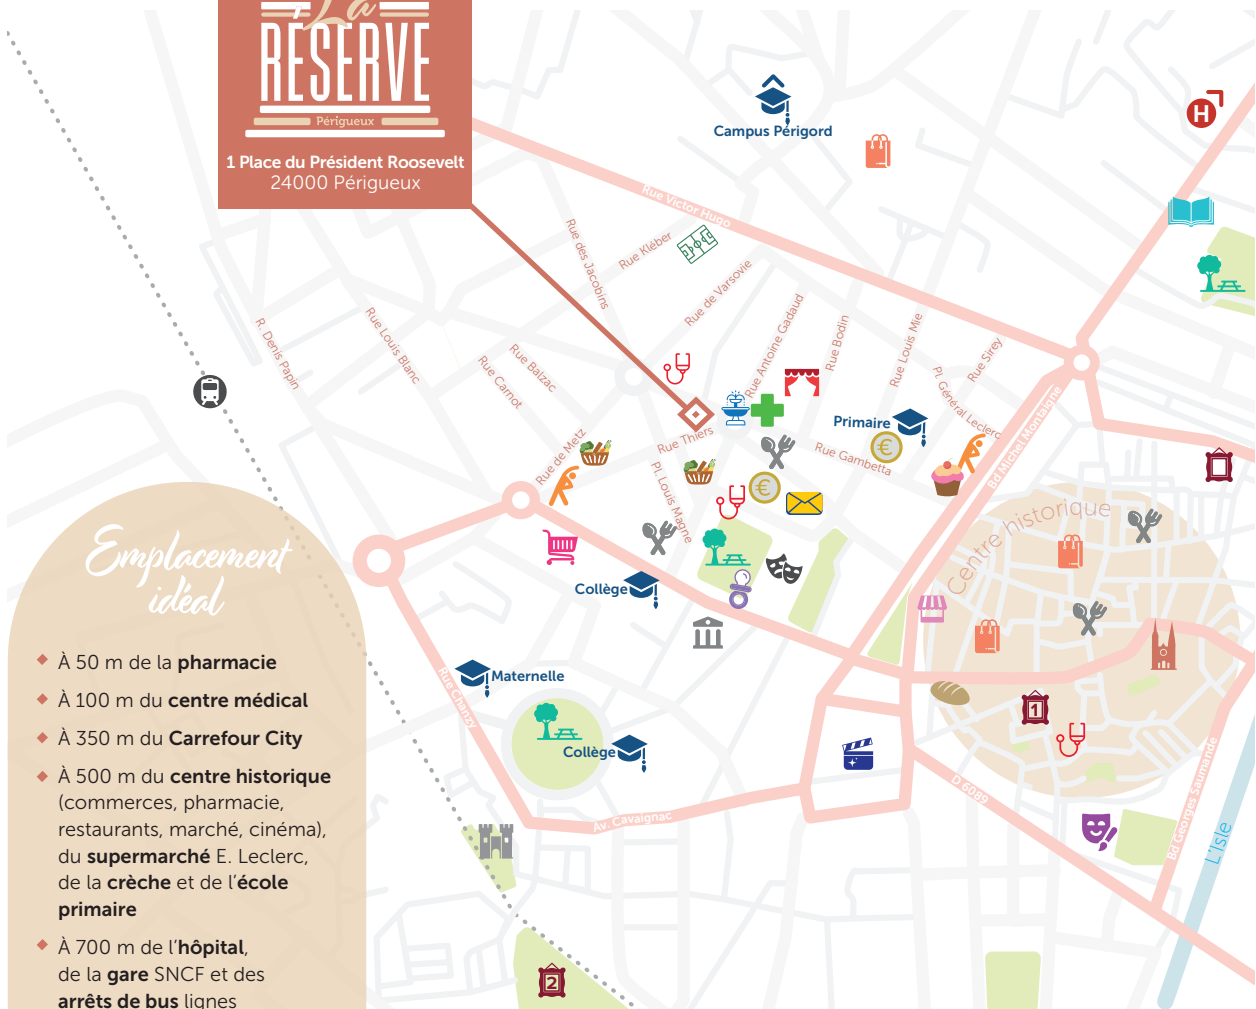 La
RÉSERVE
Périgueux
1 Place du Président Roosevelt
24000 Périgueux
Campus Périgord
H
Rue Victor Hugo
Rue des Jacobins
Rue Kléber
Rue de Varsovie
Rue Antoine Gadaud
Rue Bodin
Rue Louis Mie
Rue Sirey
Pl. Général Leclerc
R. Denis Papin
Rue Louis Blanc
Rue Balzac
Rue Carnot
Rue de Metz
Rue Thiers
Pl. Louis Magne
Primaire
€
Rue Gambetta
€
Bd Michel Montaigne
Centre historique
Collège
Maternelle
Collège
Rue Chanzy
Av. Cavaignac
D 6089
Bd Georges Saumande
L'Isle
1
2
Emplacement
idéal
À 50 m de la pharmacie
À 100 m du centre médical
À 350 m du Carrefour City
À 500 m du centre historique
(commerces, pharmacie,
restaurants, marché, cinéma),
du supermarché E. Leclerc,
de la crèche et de l'école
primaire
À 700 m de l'hôpital,
de la gare SNCF et des
arrêts de bus lignes